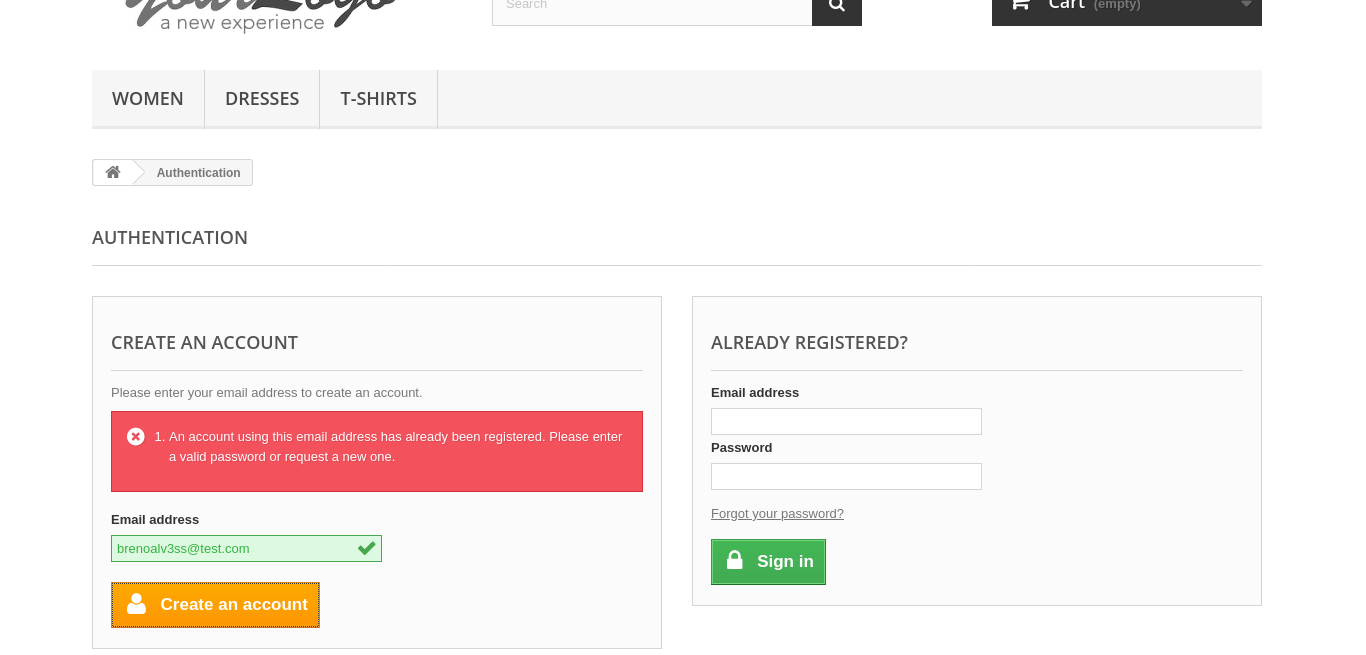 yourLogo
a new experience
Search
Cart (empty)
WOMEN
DRESSES
T-SHIRTS
Authentication
AUTHENTICATION
CREATE AN ACCOUNT
Please enter your email address to create an account.
1. An account using this email address has already been registered. Please enter
a valid password or request a new one.
Email address
brenoalv3ss@test.com
Create an account
ALREADY REGISTERED?
Email address
Password
Forgot your password?
Sign in